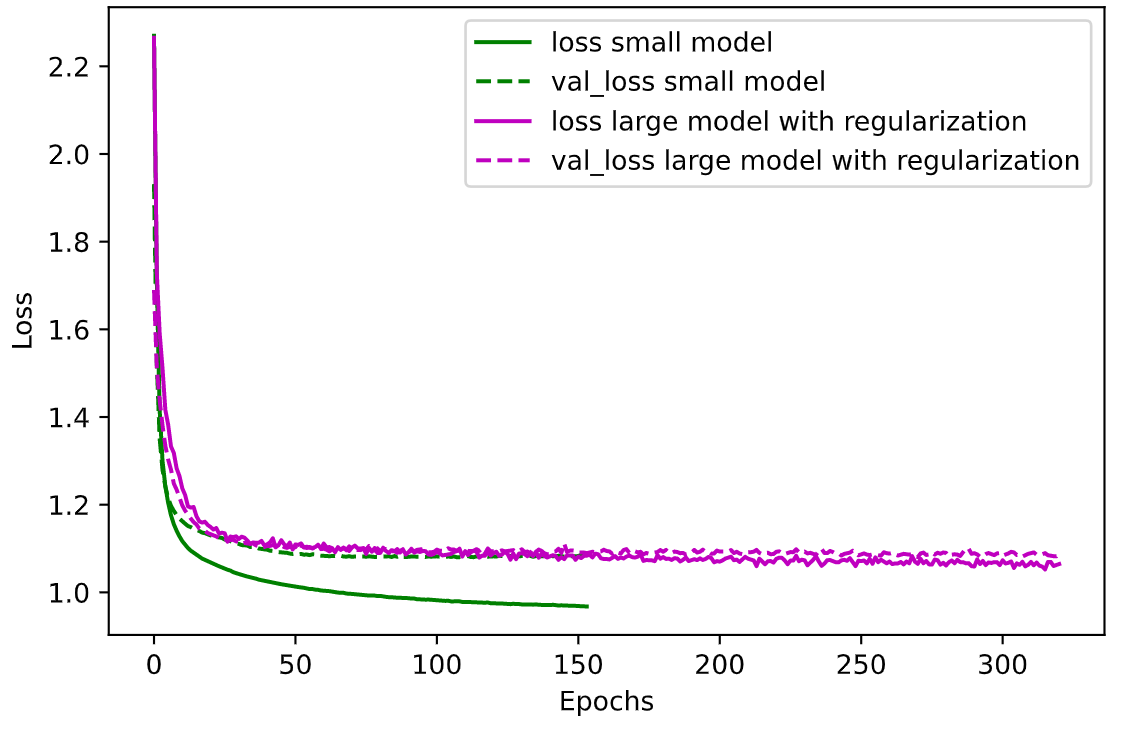 loss small model
val_loss small model
loss large model with regularization
val_loss large model with regularization
2.2
2.0
1.8
1.6
1.4
1.2
1.0
Loss
0 50 100 150 200 250 300
Epochs